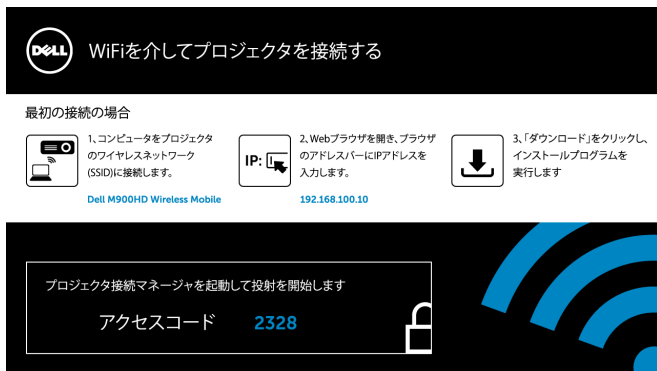 DELL
WiFiを介してプロジェクタを接続する
最初の接続の場合
1、コンピュータをプロジェクタ
のワイヤレスネットワーク
(SSID)に接続します。
Dell M900HD Wireless Mobile
IP:
2、Webブラウザを開き、ブラウザ
のアドレスバーにIPアドレスを
入力します。
192.168.100.10
3、「ダウンロード」をクリックし、
インストールプログラムを
実行します
プロジェクタ接続マネージャを起動して投射を開始します
アクセスコード 2328